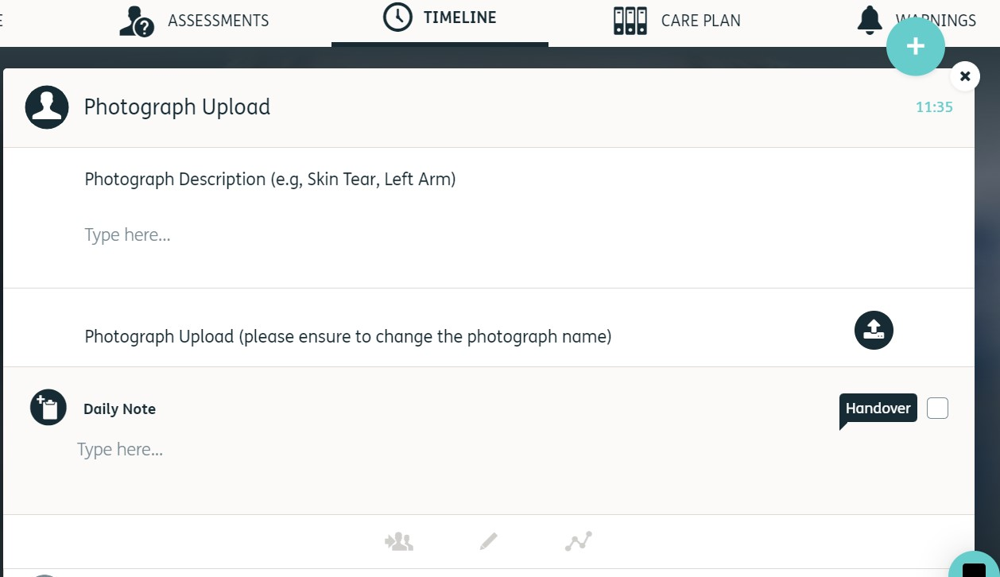 E
ASSESSMENTS
TIMELINE
CARE PLAN
WARNINGS
Photograph Upload
11:35
Photograph Description (e.g, Skin Tear, Left Arm)
Type here...
Photograph Upload (please ensure to change the photograph name)
Daily Note
Handover
Type here...